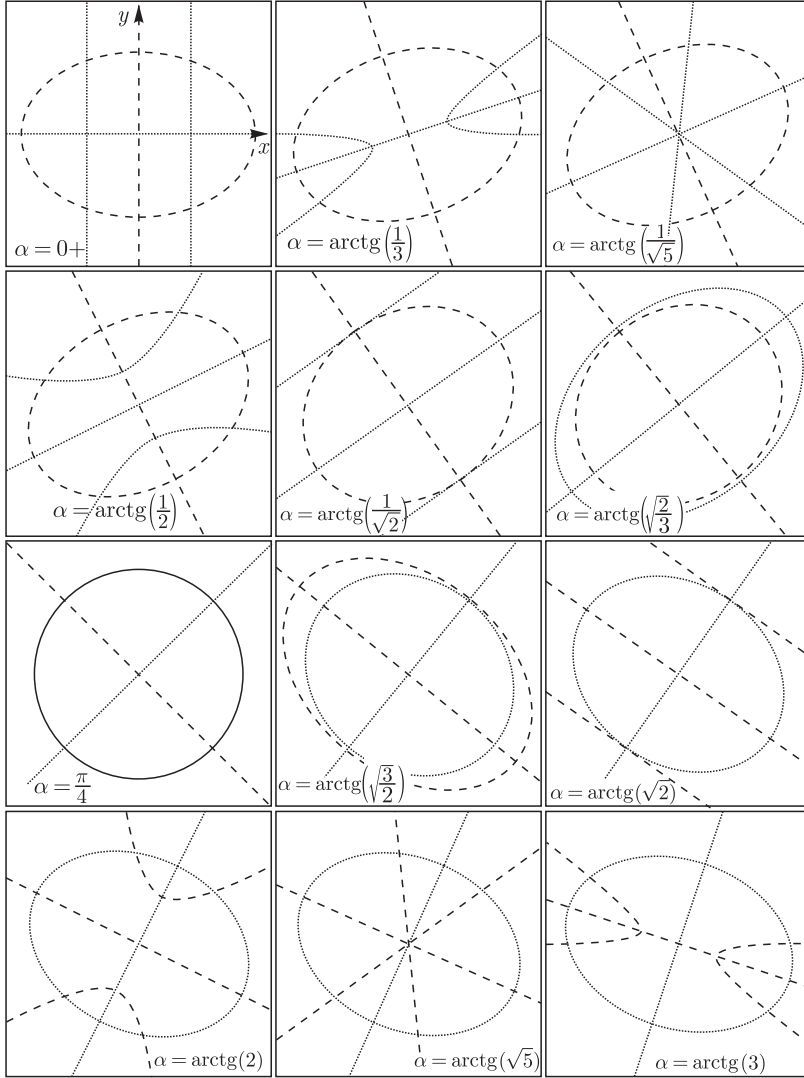 y
x
α = 0+
α = arctg(1/3)
α = arctg(1/√5)
α = arctg(1/2)
α = arctg(1/√2)
α = arctg(√2/3)
α = π/4
α = arctg(√3/2)
α = arctg(√2)
α = arctg(2)
α = arctg(√5)
α = arctg(3)